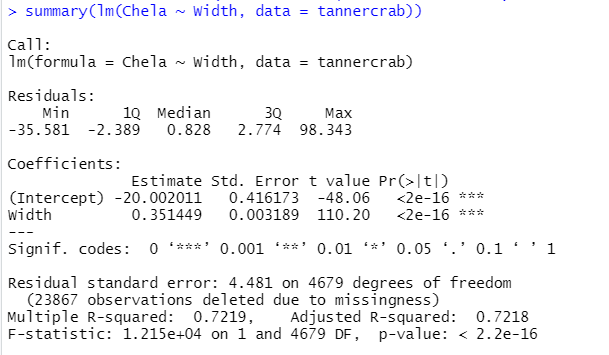 > summary(lm(Chela ~ Width, data = tannercrab))
Call:
lm(formula = Chela ~ Width, data = tannercrab)
Residuals:
    Min      1Q  Median      3Q     Max
-35.581  -2.389   0.828   2.774  98.343
Coefficients:
              Estimate Std. Error t value Pr(>|t|)
(Intercept) -20.002011   0.416173  -48.06   <2e-16 ***
Width         0.351449   0.003189  110.20   <2e-16 ***
---
Signif. codes:  0 ‘***’ 0.001 ‘**’ 0.01 ‘*’ 0.05 ‘.’ 0.1 ‘ ’ 1
Residual standard error: 4.481 on 4679 degrees of freedom
  (23867 observations deleted due to missingness)
Multiple R-squared:  0.7219,    Adjusted R-squared:  0.7218
F-statistic: 1.215e+04 on 1 and 4679 DF,  p-value: < 2.2e-16